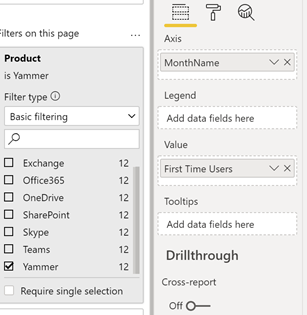 Filters on this page ...
Product
is Yammer
Filter type
Basic filtering
Exchange 12
Office365 12
OneDrive 12
SharePoint 12
Skype 12
Teams 12
Yammer 12
Require single selection
Axis
MonthName
Legend
Add data fields here
Value
First Time Users
Tooltips
Add data fields here
Drillthrough
Cross-report
Off